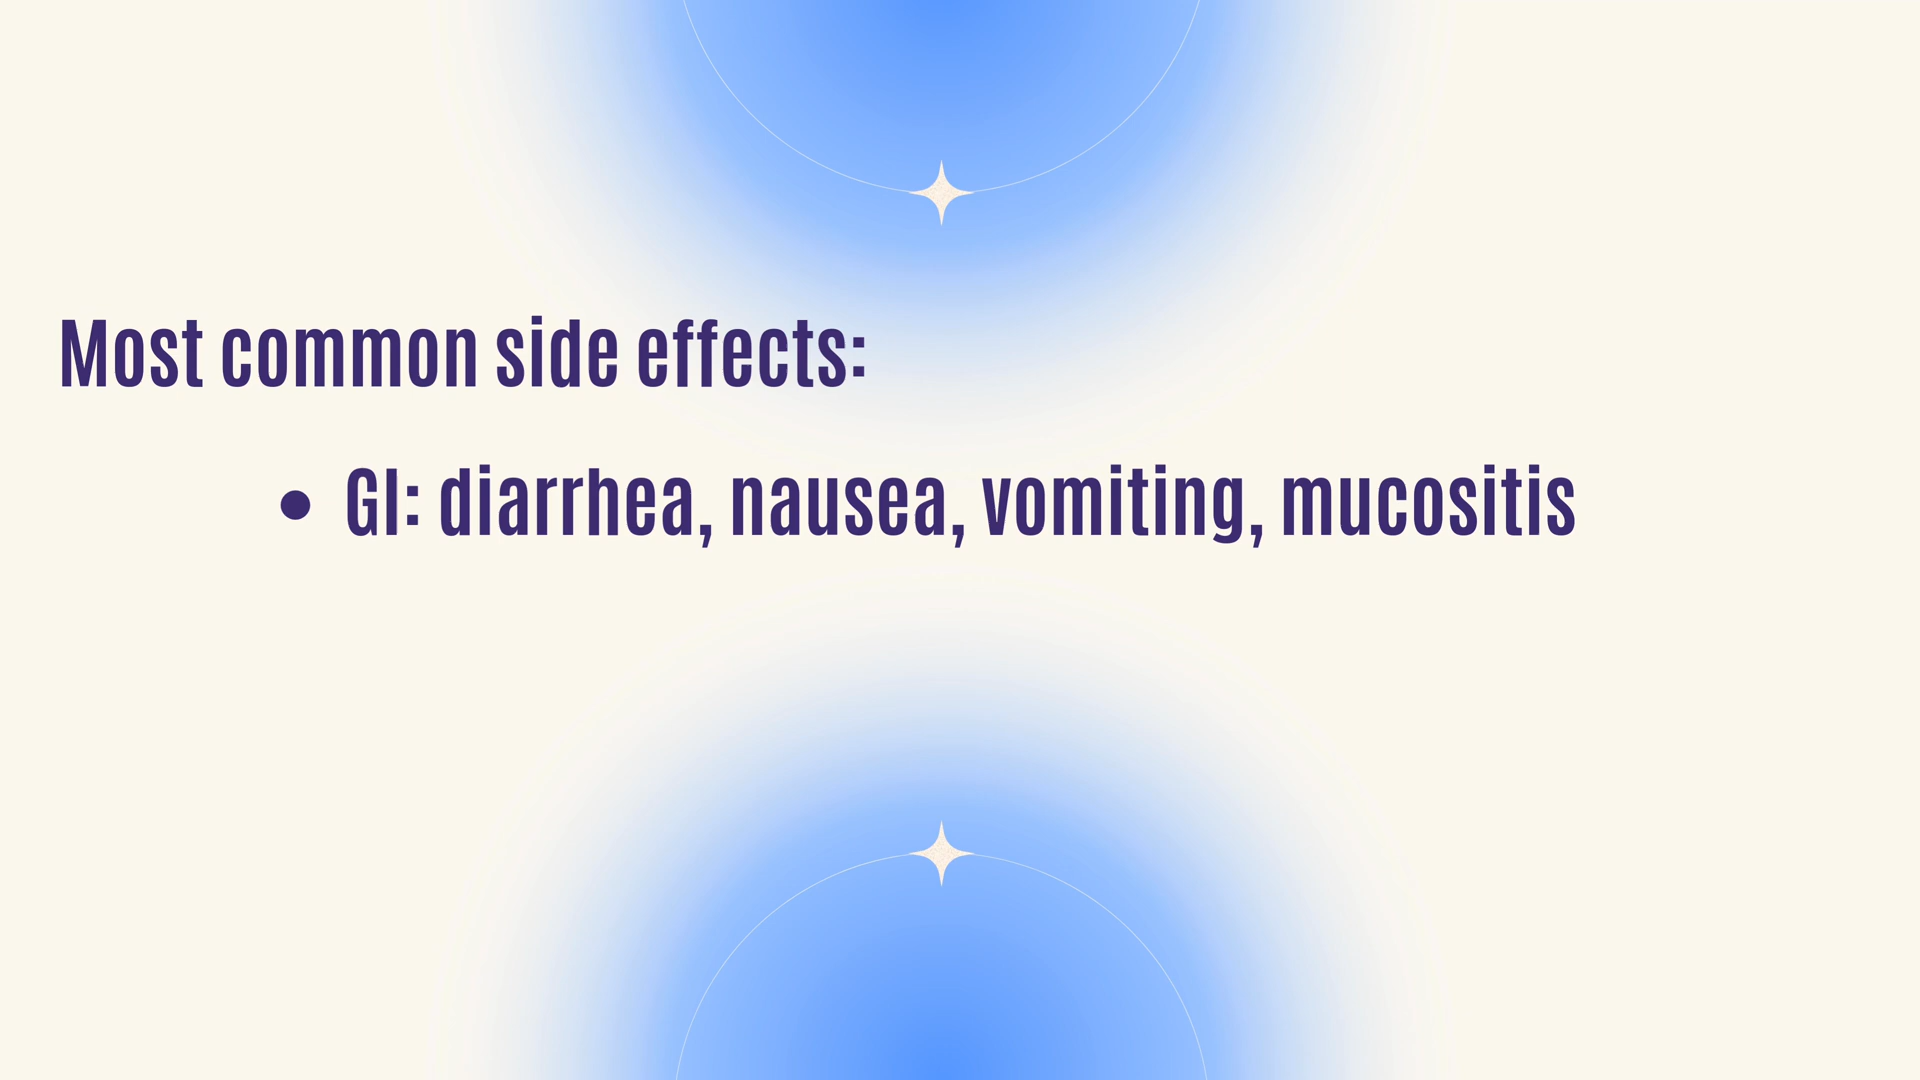 Most common side effects:
• GI: diarrhea, nausea, vomiting, mucositis